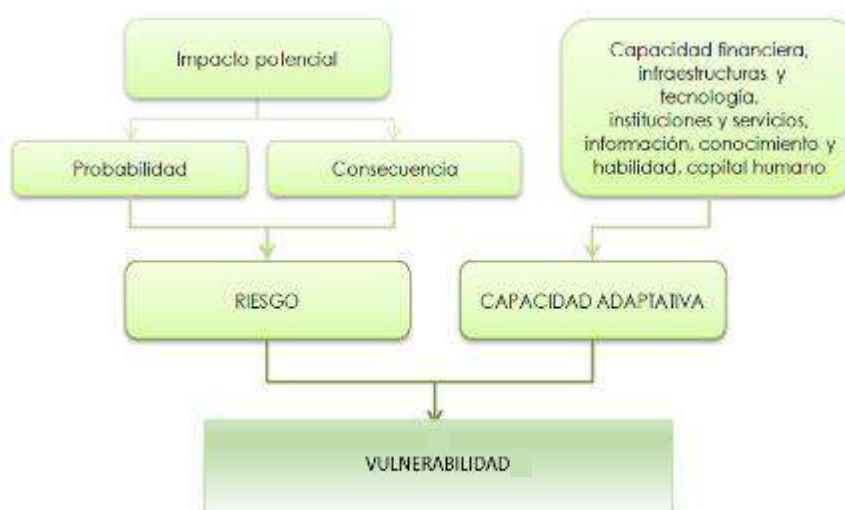 Impacto potencial
Capacidad financiera,
infraestructuras y
tecnología,
instituciones y servicios,
información, conocimiento y
habilidad, capital humano
Probabilidad
Consecuencia
RIESGO
CAPACIDAD ADAPTATIVA
VULNERABILIDAD